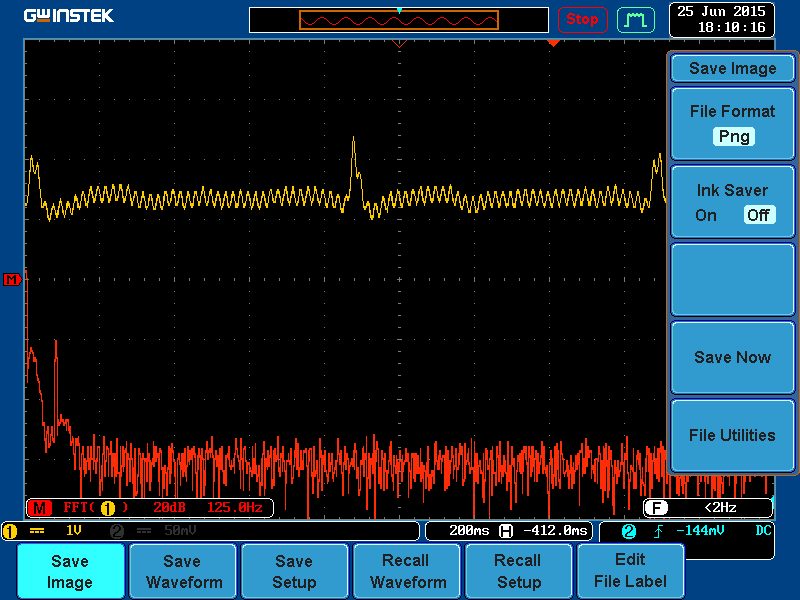 GWINSTEK
Stop
25 Jun 2015
18:10:16
Save Image
File Format
Png
Ink Saver
On Off
M
Save Now
File Utilities
M FFT( 1 ) 20dB 125.0Hz
F <2Hz
1 1V 2 50mV
200ms H -412.0ms
2 -144mV DC
Save
Image
Save
Waveform
Save
Setup
Recall
Waveform
Recall
Setup
Edit
File Label